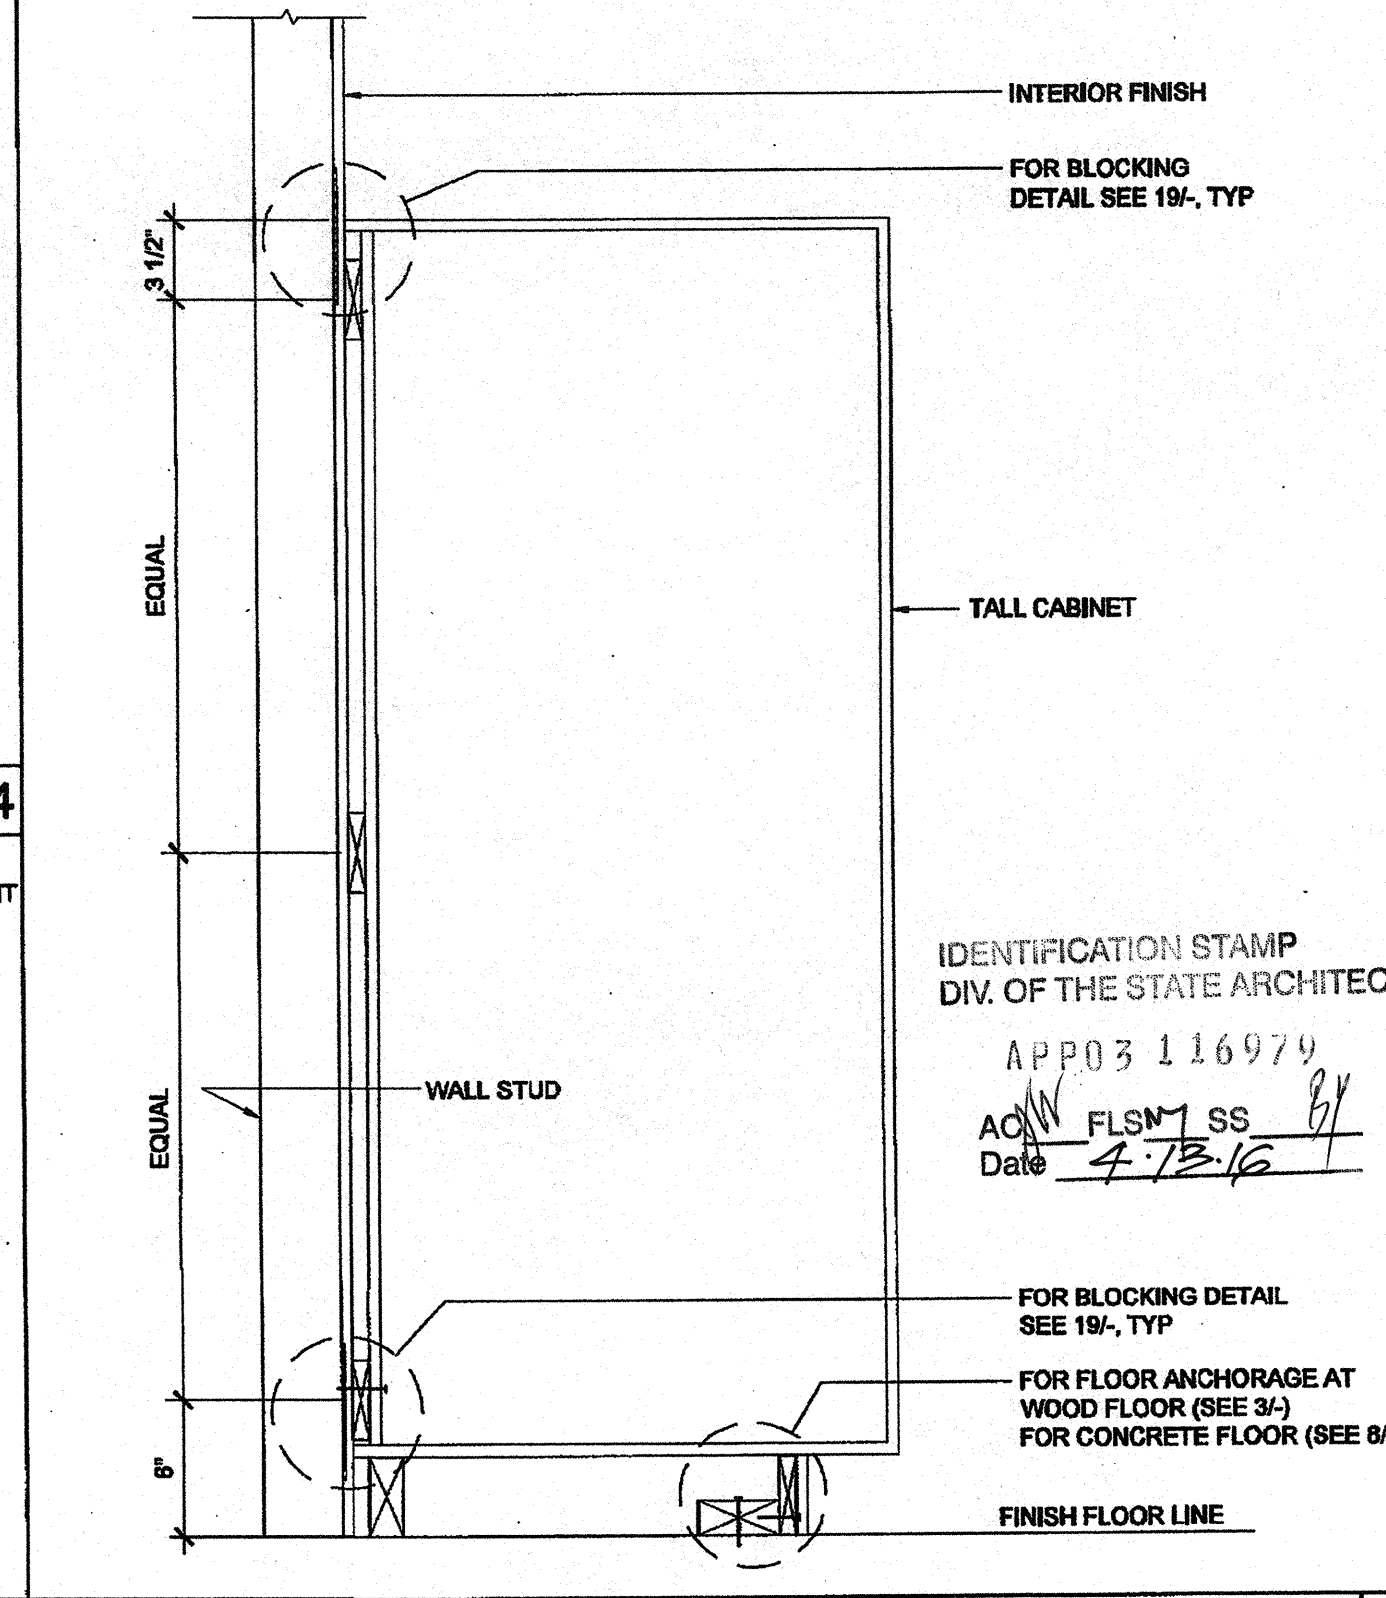 INTERIOR FINISH
FOR BLOCKING
DETAIL SEE 19/-, TYP
3 1/2"
EQUAL
TALL CABINET
4
IDENTIFICATION STAMP
DIV. OF THE STATE ARCHITEC
APP03 116979
AC FLS SS
Date 4.13.16
WALL STUD
EQUAL
FOR BLOCKING DETAIL
SEE 19/-, TYP
FOR FLOOR ANCHORAGE AT
WOOD FLOOR (SEE 3/-)
FOR CONCRETE FLOOR (SEE 8/
6"
FINISH FLOOR LINE